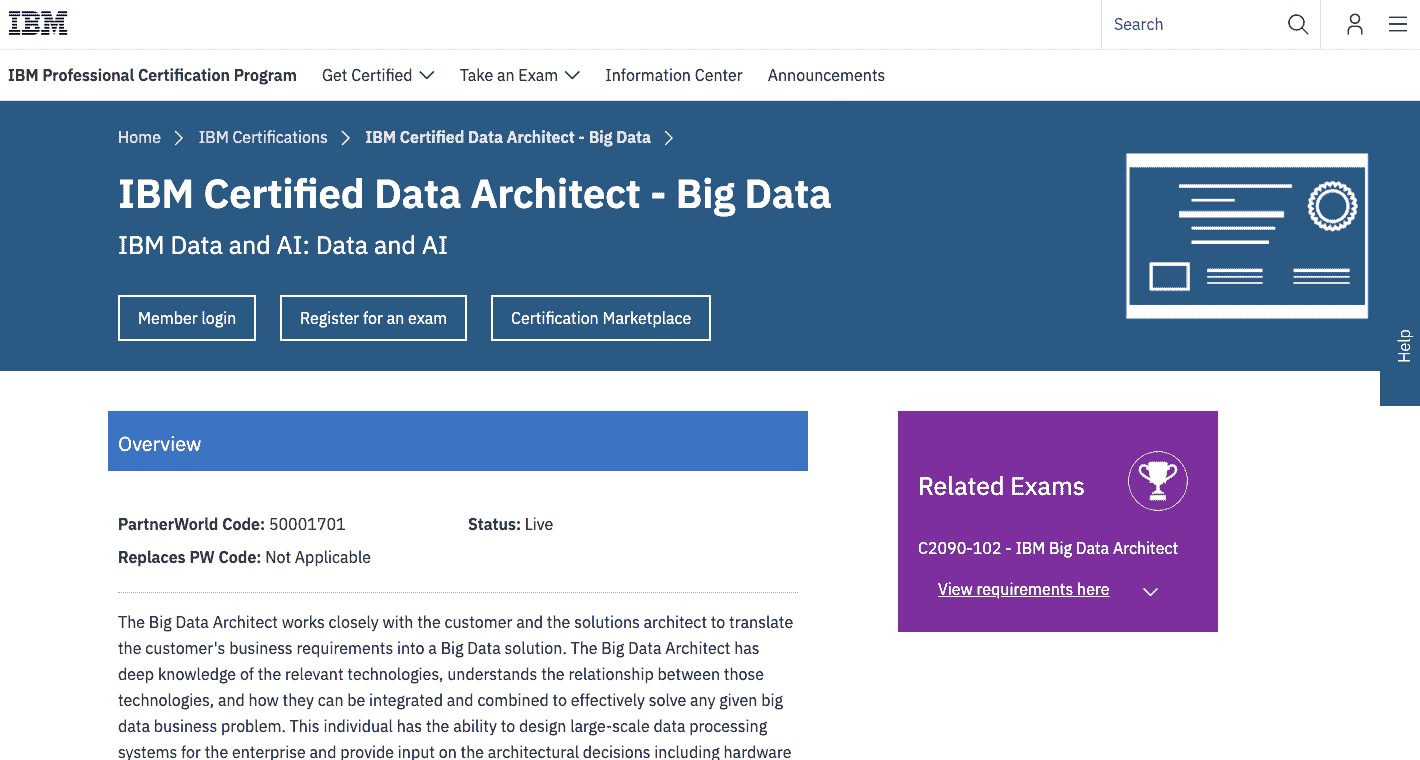 IBM
Search
IBM Professional Certification Program Get Certified Take an Exam Information Center Announcements
Home IBM Certifications IBM Certified Data Architect - Big Data
IBM Certified Data Architect - Big Data
IBM Data and AI: Data and AI
Member login Register for an exam Certification Marketplace
Help
Overview
PartnerWorld Code: 50001701 Status: Live
Replaces PW Code: Not Applicable
The Big Data Architect works closely with the customer and the solutions architect to translate
the customer's business requirements into a Big Data solution. The Big Data Architect has
deep knowledge of the relevant technologies, understands the relationship between those
technologies, and how they can be integrated and combined to effectively solve any given big
data business problem. This individual has the ability to design large-scale data processing
systems for the enterprise and provide input on the architectural decisions including hardware
Related Exams
C2090-102 - IBM Big Data Architect
View requirements here